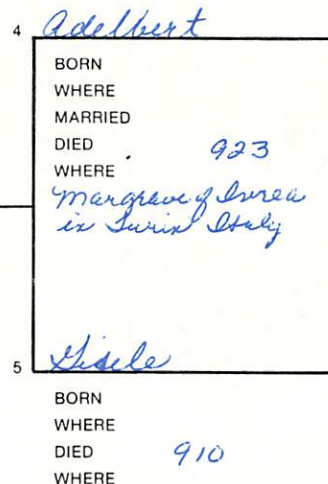 4 Adelbert
BORN
WHERE
MARRIED
DIED 923
WHERE
Margrave of Ivrea
in Turin Italy
5 Gisele
BORN
WHERE
DIED 910
WHERE